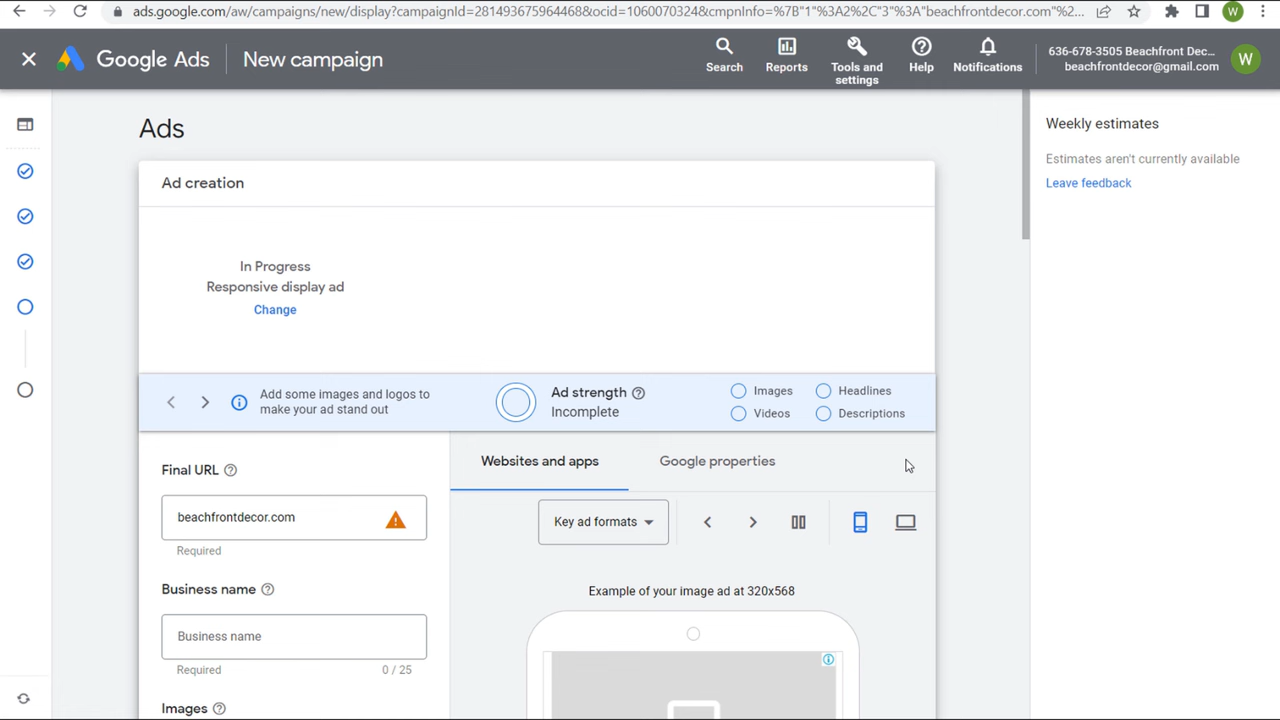 ads.google.com/aw/campaigns/new/display?campaignId=281493675964468&ocid=1060070324&cmpnInfo=%7B"1"%3A2%2C"3"%3A"beachfrontdecor.com"%2...
W
Google Ads
New campaign
Search
Reports
Tools and
settings
Help
Notifications
636-678-3505 Beachfront Dec...
beachfrontdecor@gmail.com
W
Ads
Weekly estimates
Estimates aren't currently available
Leave feedback
Ad creation
In Progress
Responsive display ad
Change
Add some images and logos to
make your ad stand out
Ad strength
Incomplete
Images
Headlines
Videos
Descriptions
Final URL
beachfrontdecor.com
Required
Business name
Business name
Required
0 / 25
Images
Websites and apps
Google properties
Key ad formats
Example of your image ad at 320x568